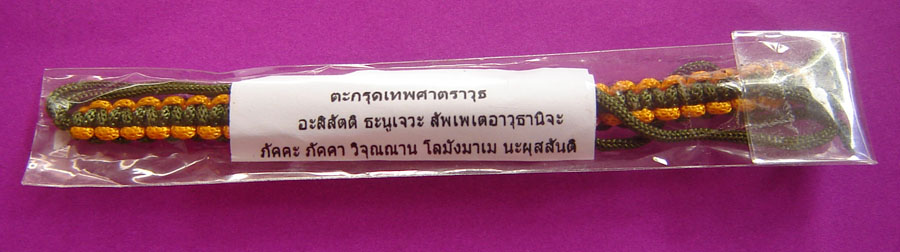 ตะกรุดเทพศาตราวุธ
อะสิสัตติ ธะนูเจวะ สัพเพเตอาวุธานิจะ
ภัคคะ ภัคคา วิจุณณาน โลมังมาเม นะผุสสันติ